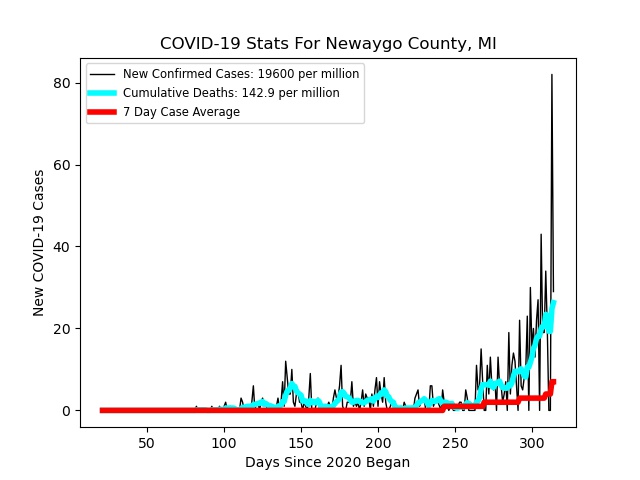 COVID-19 Stats For Newaygo County, MI
New Confirmed Cases: 19600 per million
Cumulative Deaths: 142.9 per million
7 Day Case Average
New COVID-19 Cases
80
60
40
20
0
50 100 150 200 250 300
Days Since 2020 Began